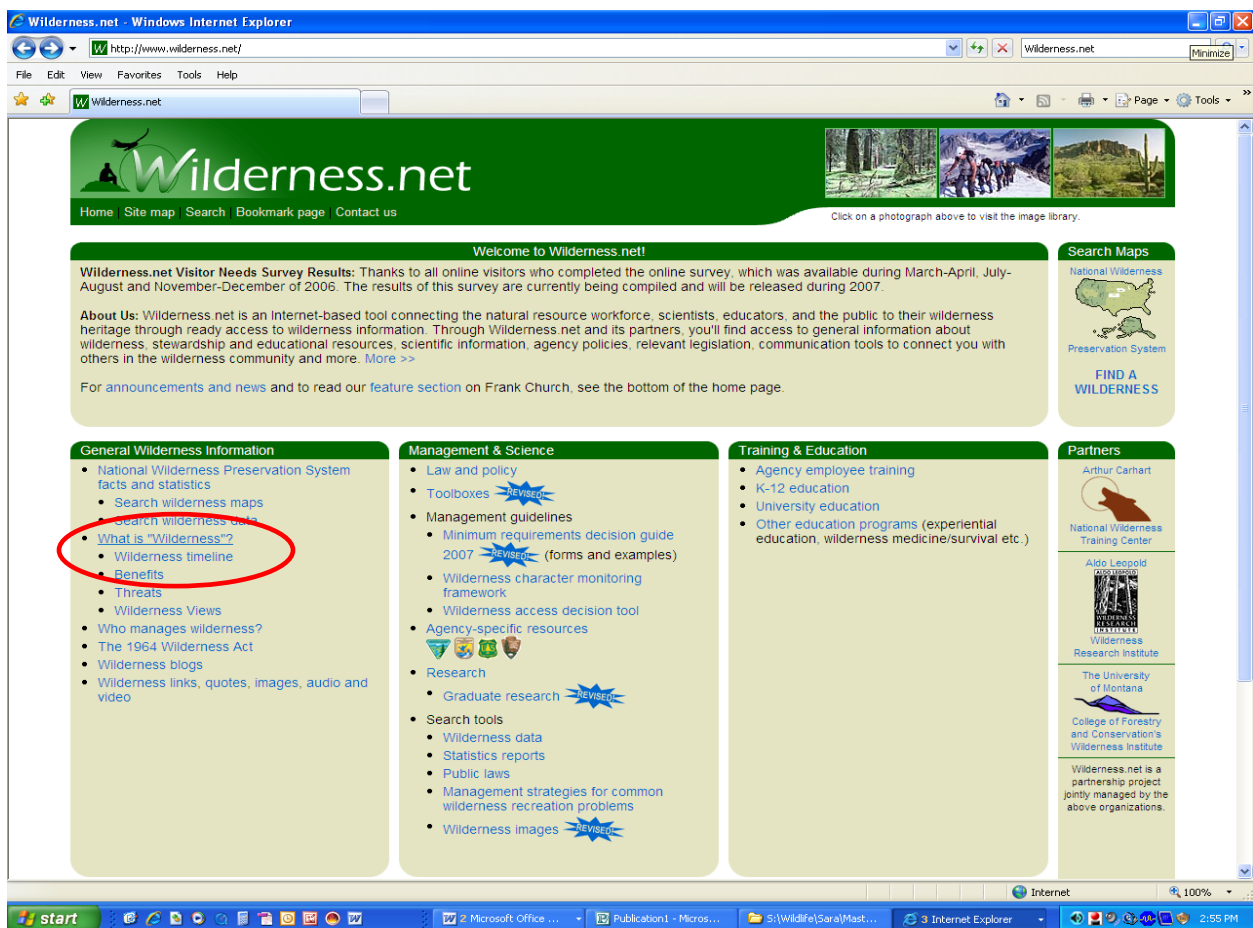 Wilderness.net - Windows Internet Explorer
http://www.wilderness.net/
Wilderness.net
Minimize
File Edit View Favorites Tools Help
Wilderness.net
Page
Tools
Wilderness.net
Home | Site map | Search | Bookmark page | Contact us
Click on a photograph above to visit the image library.
Welcome to Wilderness.net!
Wilderness.net Visitor Needs Survey Results: Thanks to all online visitors who completed the online survey, which was available during March-April, July-
August and November-December of 2006. The results of this survey are currently being compiled and will be released during 2007.
About Us: Wilderness.net is an Internet-based tool connecting the natural resource workforce, scientists, educators, and the public to their wilderness
heritage through ready access to wilderness information. Through Wilderness.net and its partners, you'll find access to general information about
wilderness, stewardship and educational resources, scientific information, agency policies, relevant legislation, communication tools to connect you with
others in the wilderness community and more. More >>
For announcements and news and to read our feature section on Frank Church, see the bottom of the home page.
Search Maps
National Wilderness
Preservation System
FIND A
WILDERNESS
General Wilderness Information
National Wilderness Preservation System
facts and statistics
Search wilderness maps
Search wilderness data
What is "Wilderness"?
Wilderness timeline
Benefits
Threats
Wilderness Views
Who manages wilderness?
The 1964 Wilderness Act
Wilderness blogs
Wilderness links, quotes, images, audio and
video
Management & Science
Law and policy
Toolboxes REVISED!
Management guidelines
Minimum requirements decision guide
2007 REVISED! (forms and examples)
Wilderness character monitoring
framework
Wilderness access decision tool
Agency-specific resources
Research
Graduate research REVISED!
Search tools
Wilderness data
Statistics reports
Public laws
Management strategies for common
wilderness recreation problems
Wilderness images REVISED!
Training & Education
Agency employee training
K-12 education
University education
Other education programs (experiential
education, wilderness medicine/survival etc.)
Partners
Arthur Carhart
National Wilderness
Training Center
Aldo Leopold
ALDO LEOPOLD
WILDERNESS
RESEARCH
INSTITUTE
Wilderness
Research Institute
The University
of Montana
College of Forestry
and Conservation's
Wilderness Institute
Wilderness.net is a
partnership project
jointly managed by the
above organizations.
Internet
100%
start
2 Microsoft Office ...
Publication1 - Micros...
S:\Wildlife\Sara\Mast...
3 Internet Explorer
2:55 PM